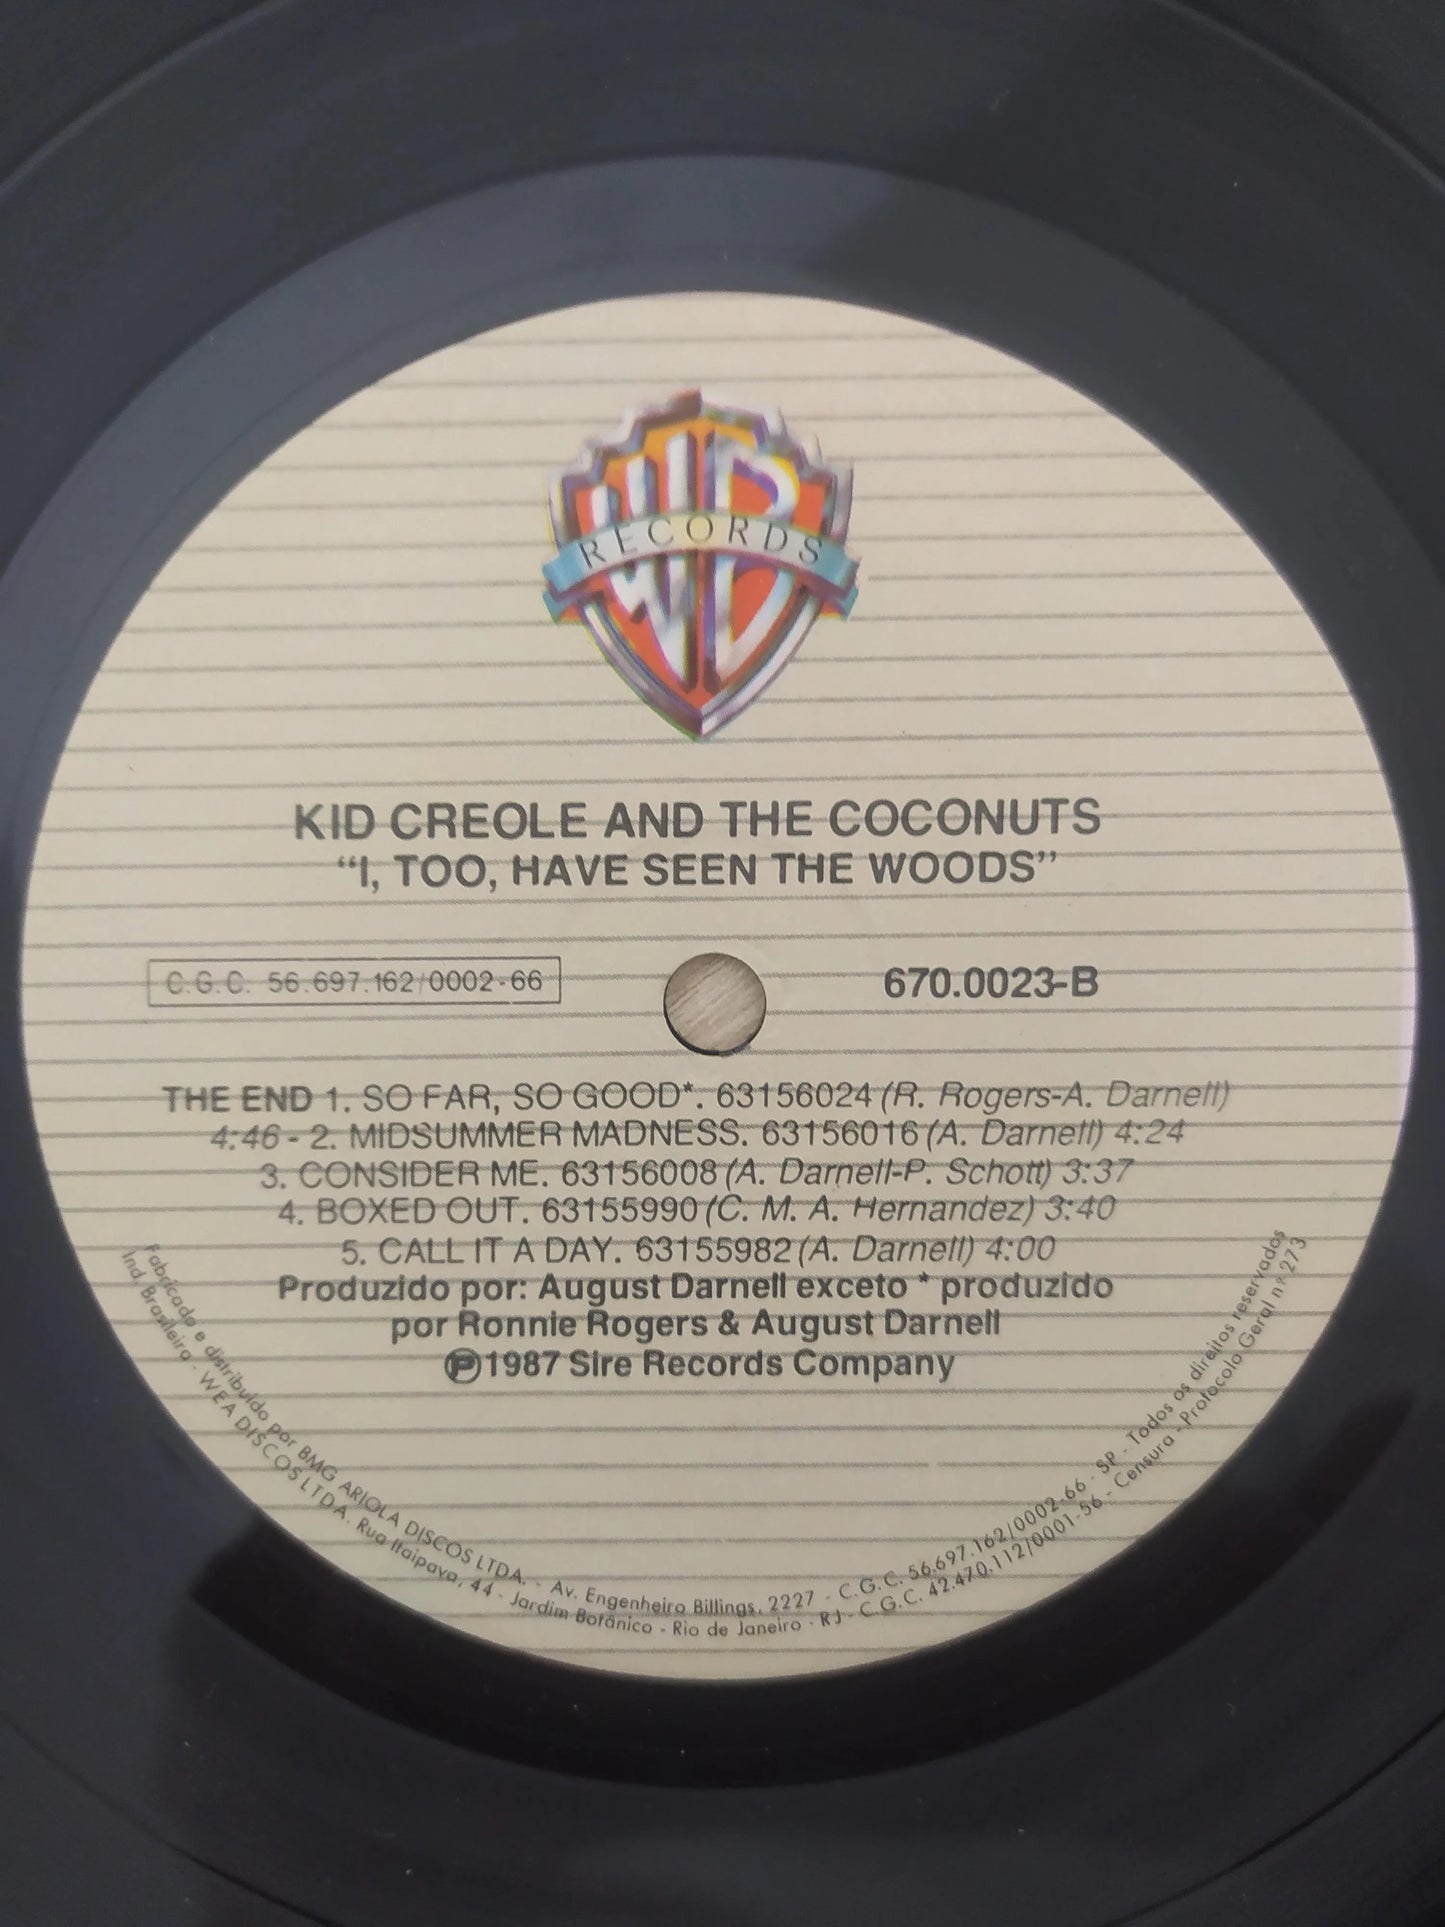 WB
RECORDS
KID CREOLE AND THE COCONUTS
“I, TOO, HAVE SEEN THE WOODS”
C.G.C. 56.697.162/0002-66
670.0023-B
THE END 1. SO FAR, SO GOOD*. 63156024 (R. Rogers-A. Darnell)
4:46 - 2. MIDSUMMER MADNESS. 63156016 (A. Darnell) 4:24
3. CONSIDER ME. 63156008 (A. Darnell-P. Schott) 3:37
4. BOXED OUT. 63155990 (C. M. A. Hernandez) 3:40
5. CALL IT A DAY. 63155982 (A. Darnell) 4:00
Produzido por: August Darnell exceto * produzido
por Ronnie Rogers & August Darnell
℗1987 Sire Records Company
Fabricado e distribuído por BMG ARIOLA DISCOS LTDA. - Av. Engenheiro Billings, 2227 - C.G.C. 56.697.162/0002-66 - SP - Todos os direitos reservados
Ind. Brasileira - WEA DISCOS LTDA. Rua Itaipava, 44 - Jardim Botânico - Rio de Janeiro - RJ - C.G.C. 42.470.112/0001-56 - Censura - Protocolo Geral nº 273